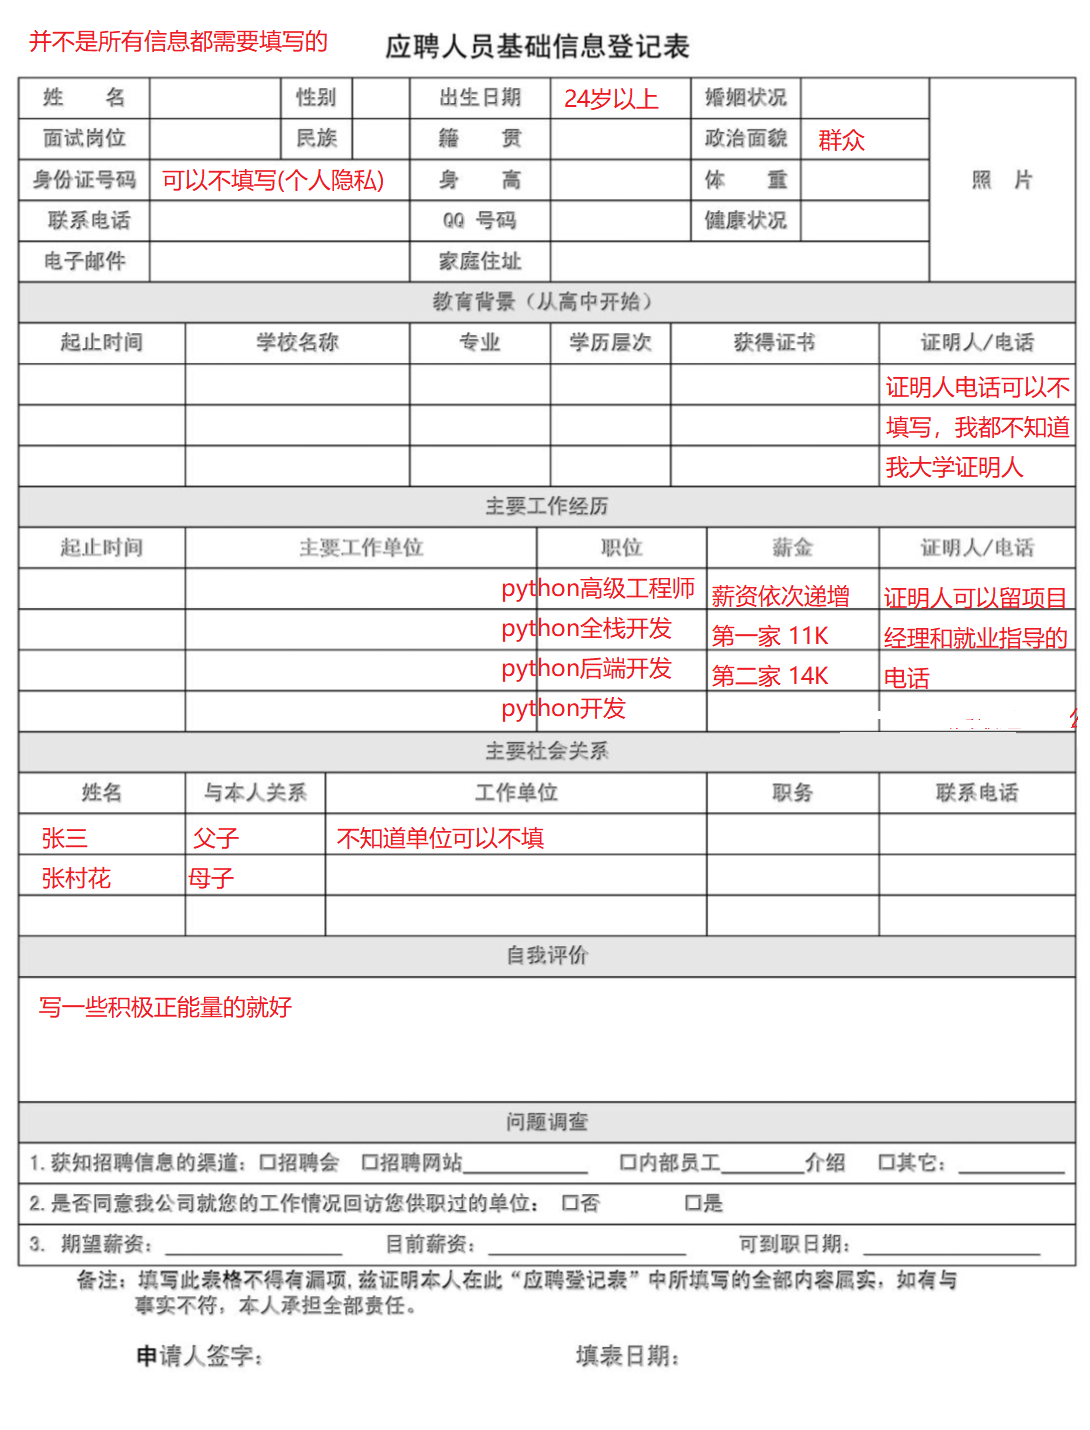 并不是所有信息都需要填写的
应聘人员基础信息登记表
姓 名 性别 出生日期 24岁以上 婚姻状况
面试岗位 民族 籍 贯 政治面貌 群众
身份证号码 可以不填写(个人隐私) 身 高 体 重 照 片
联系电话 QQ 号码 健康状况
电子邮件 家庭住址
教育背景（从高中开始）
起止时间 学校名称 专业 学历层次 获得证书 证明人/电话
证明人电话可以不
填写，我都不知道
我大学证明人
主要工作经历
起止时间 主要工作单位 职位 薪金 证明人/电话
python高级工程师 薪资依次递增 证明人可以留项目
python全栈开发 第一家 11K 经理和就业指导的
python后端开发 第二家 14K 电话
python开发
主要社会关系
姓名 与本人关系 工作单位 职务 联系电话
张三 父子 不知道单位可以不填
张村花 母子
自我评价
写一些积极正能量的就好
问题调查
1.获知招聘信息的渠道：□招聘会 □招聘网站__________ □内部员工_______介绍 □其它：_________
2.是否同意我公司就您的工作情况回访您供职过的单位： □否 □是
3. 期望薪资：_______________ 目前薪资：_________________ 可到职日期：_______________
备注：填写此表格不得有漏项,兹证明本人在此“应聘登记表”中所填写的全部内容属实，如有与
事实不符，本人承担全部责任。
申请人签字： 填表日期：